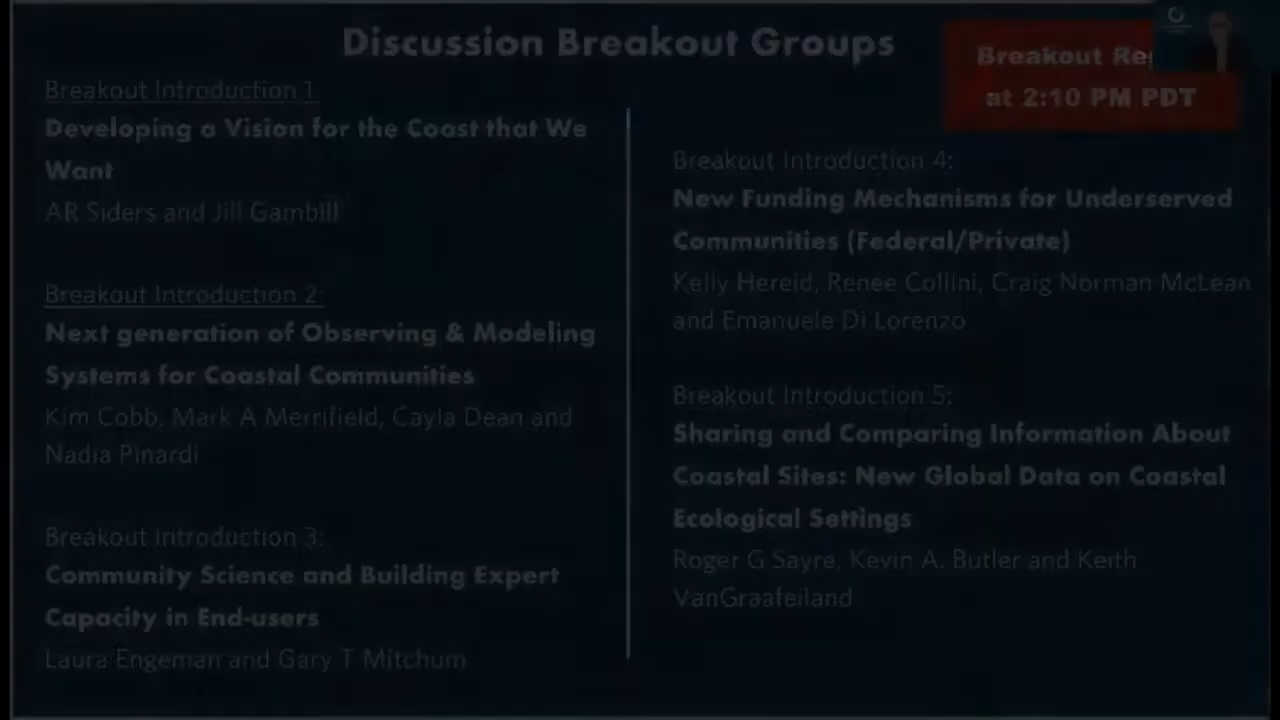 Discussion Breakout Groups
Breakout
at 2:10 PM PDT
Breakout Introduction 1
Developing a Vision for the Coast that We
Want
AR Siders and Jill Gambill
Breakout Introduction 2:
Next generation of Observing & Modeling
Systems for Coastal Communities
Kim Cobb, Mark A Merrifield, Cayla Dean and
Nadia Pinardi
Breakout Introduction 3:
Community Science and Building Expert
Capacity in End-users
Laura Engeman and Gary T Mitchum
Breakout Introduction 4:
New Funding Mechanisms for Underserved
Communities (Federal/Private)
Kelly Hereid, Renee Collini, Craig Norman McLean
and Emanuele Di Lorenzo
Breakout Introduction 5:
Sharing and Comparing Information About
Coastal Sites: New Global Data on Coastal
Ecological Settings
Roger G Sayre, Kevin A. Butler and Keith
VanGraafeiland